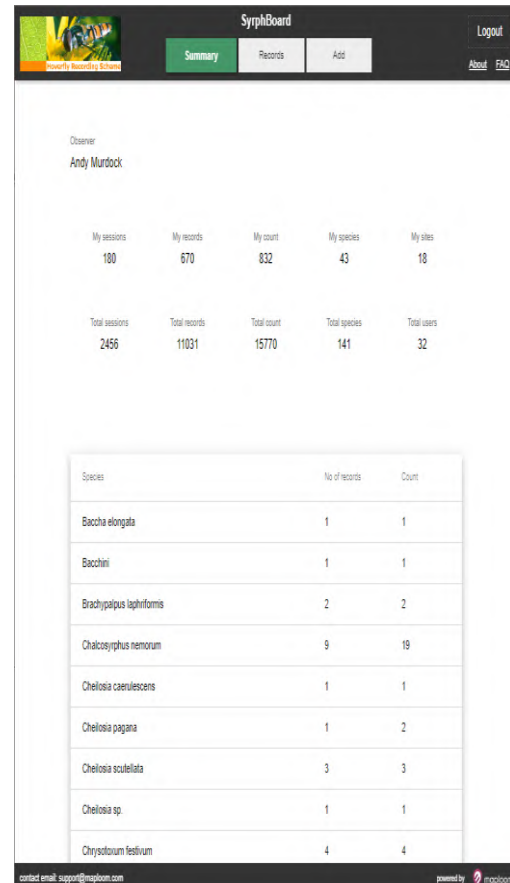 SyrphBoard
Logout
Hoverfly Recording Scheme
Summary Records Add
About FAQ
Observer
Andy Murdock
My sessions My records My count My species My sites
180 670 832 43 18
Total sessions Total records Total count Total species Total users
2456 11031 15770 141 32
Species No of records Count
Baccha elongata 1 1
Bacchini 1 1
Brachypalpus laphriformis 2 2
Chalcosyrphus nemorum 9 19
Cheilosia caerulescens 1 1
Cheilosia pagana 1 2
Cheilosia scutellata 3 3
Cheilosia sp. 1 1
Chrysotoxum festivum 4 4
contact email: support@maploom.com powered by maploom